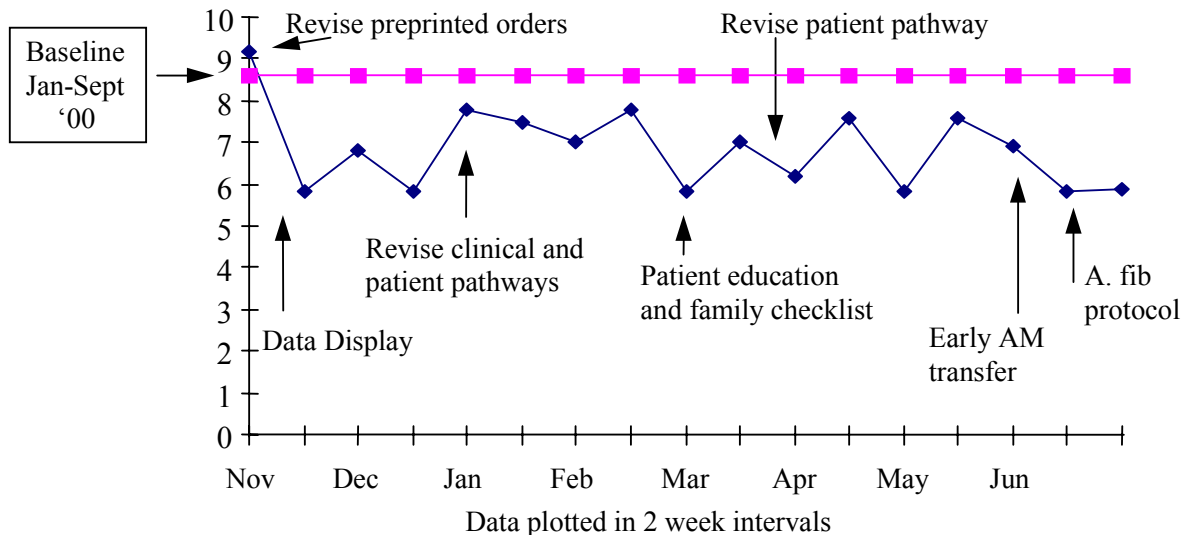 10
9
8
7
6
5
4
3
2
1
0
Baseline
Jan-Sept
‘00
Revise preprinted orders
Revise patient pathway
Revise clinical and
patient pathways
Data Display
Patient education
and family checklist
Early AM
transfer
A. fib
protocol
Nov Dec Jan Feb Mar Apr May Jun
Data plotted in 2 week intervals